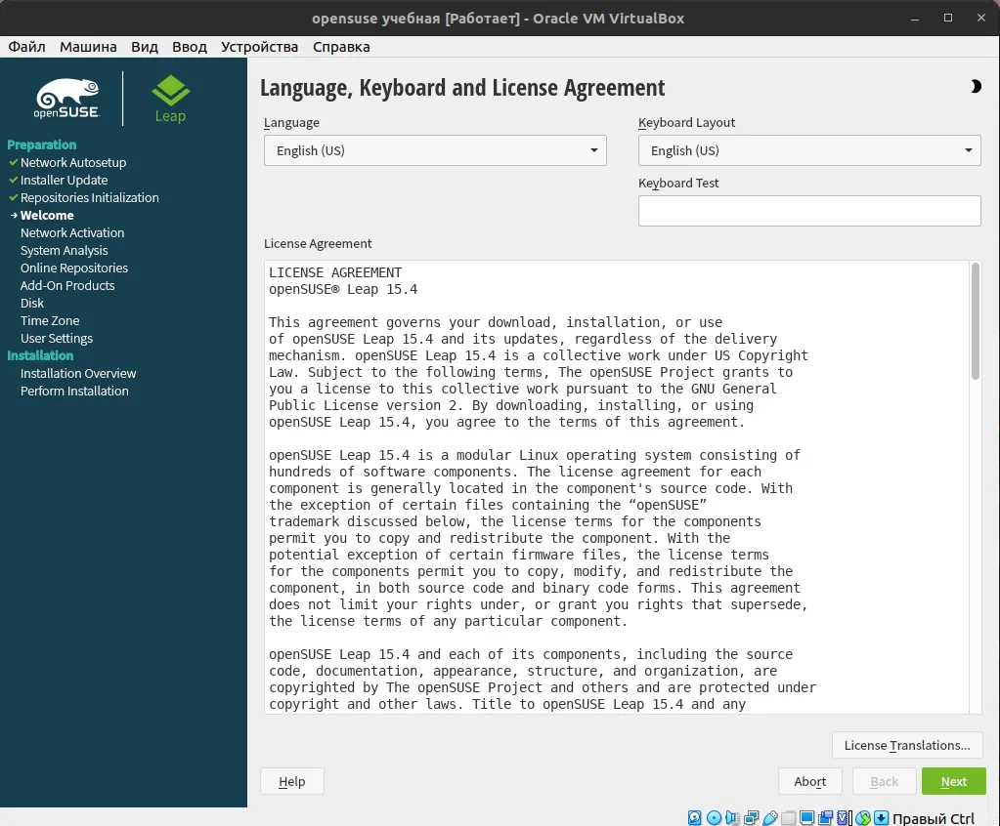 opensuse учебная [Работает] - Oracle VM VirtualBox
Файл Машина Вид Ввод Устройства Справка
openSUSE
Leap
Preparation
Network Autosetup
Installer Update
Repositories Initialization
Welcome
Network Activation
System Analysis
Online Repositories
Add-On Products
Disk
Time Zone
User Settings
Installation
Installation Overview
Perform Installation
Language, Keyboard and License Agreement
Language
English (US)
Keyboard Layout
English (US)
Keyboard Test
License Agreement
LICENSE AGREEMENT
openSUSE® Leap 15.4
This agreement governs your download, installation, or use
of openSUSE Leap 15.4 and its updates, regardless of the delivery
mechanism. openSUSE Leap 15.4 is a collective work under US Copyright
Law. Subject to the following terms, The openSUSE Project grants to
you a license to this collective work pursuant to the GNU General
Public License version 2. By downloading, installing, or using
openSUSE Leap 15.4, you agree to the terms of this agreement.
openSUSE Leap 15.4 is a modular Linux operating system consisting of
hundreds of software components. The license agreement for each
component is generally located in the component's source code. With
the exception of certain files containing the “openSUSE”
trademark discussed below, the license terms for the components
permit you to copy and redistribute the component. With the
potential exception of certain firmware files, the license terms
for the components permit you to copy, modify, and redistribute the
component, in both source code and binary code forms. This agreement
does not limit your rights under, or grant you rights that supersede,
the license terms of any particular component.
openSUSE Leap 15.4 and each of its components, including the source
code, documentation, appearance, structure, and organization, are
copyrighted by The openSUSE Project and others and are protected under
copyright and other laws. Title to openSUSE Leap 15.4 and any
License Translations...
Help
Abort
Back
Next
Правый Ctrl